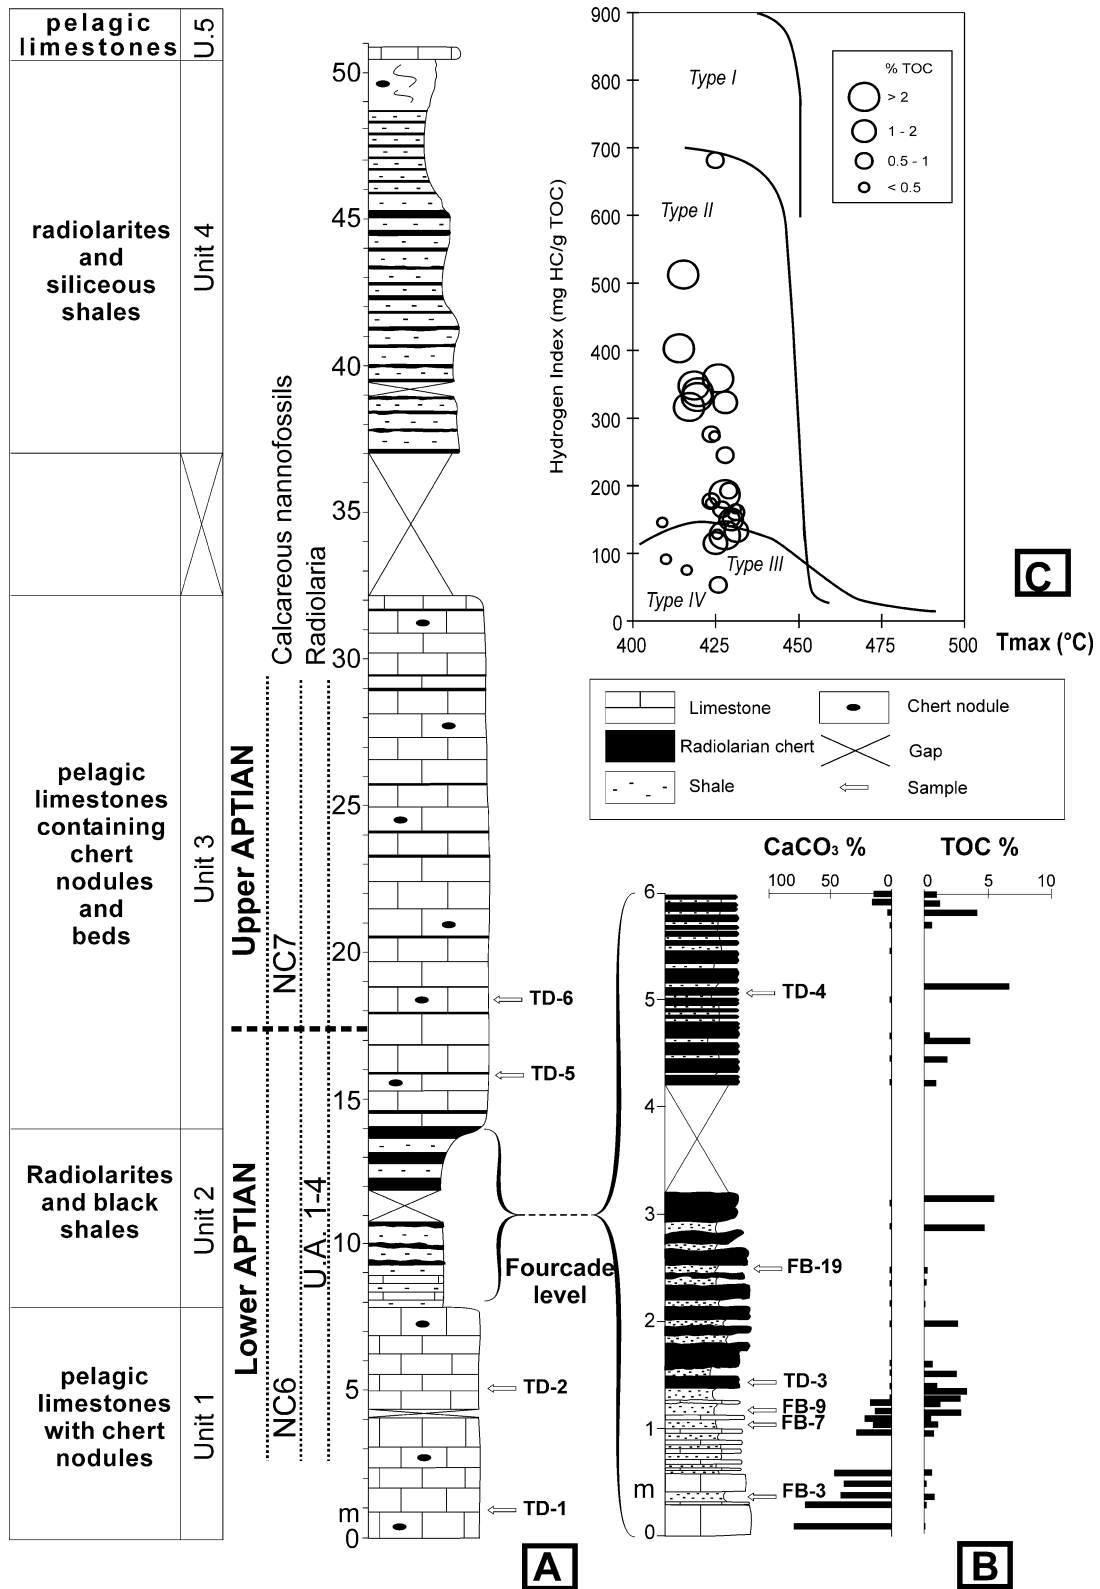 pelagic
limestones
U.5
radiolarites
and
siliceous
shales
Unit 4
pelagic
limestones
containing
chert
nodules
and
beds
Unit 3
Radiolarites
and black
shales
Unit 2
pelagic
limestones
with chert
nodules
Unit 1
Upper APTIAN
Lower APTIAN
Calcareous nannofossils
NC7
NC6
Radiolaria
U.A. 1-4
50
45
40
35
30
25
20
15
10
5
m
0
TD-6
TD-5
TD-2
TD-1
Fourcade
level
A
Hydrogen Index (mg HC/g TOC)
900
800
700
600
500
400
300
200
100
0
400
425
450
475
500
Tmax (°C)
Type I
Type II
Type III
Type IV
% TOC
> 2
1 - 2
0.5 - 1
< 0.5
C
Limestone
Chert nodule
Radiolarian chert
Gap
Shale
Sample
CaCO₃ %
TOC %
100 50 0
0 5 10
6
5
4
3
2
1
m
0
TD-4
FB-19
TD-3
FB-9
FB-7
FB-3
B